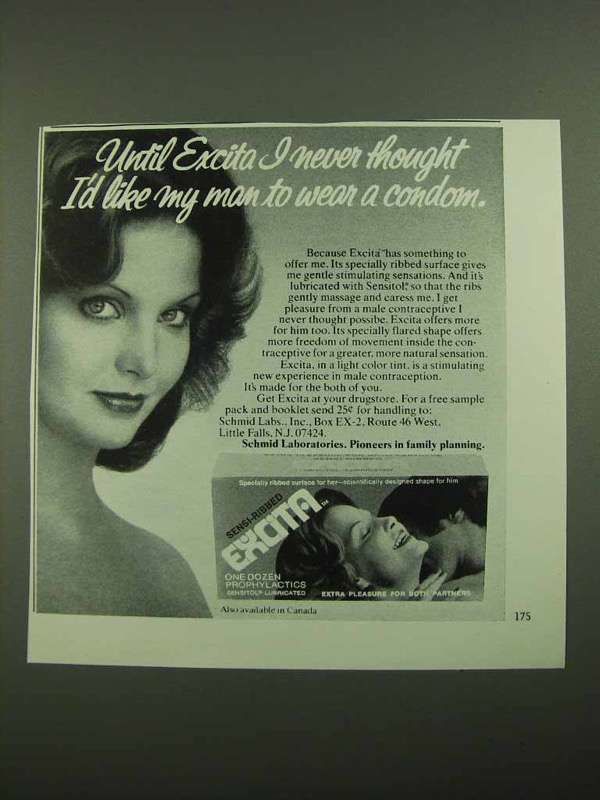 Until Excita I never thought
I'd like my man to wear a condom.
Because Excita™ has something to
offer me. Its specially ribbed surface gives
me gentle stimulating sensations. And it's
lubricated with Sensitol® so that the ribs
gently massage and caress me. I get
pleasure from a male contraceptive I
never thought possibe. Excita offers more
for him too. Its specially flared shape offers
more freedom of movement inside the con-
traceptive for a greater, more natural sensation.
Excita, in a light color tint, is a stimulating
new experience in male contraception.
It's made for the both of you.
Get Excita at your drugstore. For a free sample
pack and booklet send 25¢ for handling to:
Schmid Labs., Inc., Box EX-2, Route 46 West,
Little Falls, N.J. 07424.
Schmid Laboratories. Pioneers in family planning.
Specially ribbed surface for her—scientifically designed shape for him
SENSI-RIBBED
EXCITA™
ONE DOZEN
PROPHYLACTICS
SENSITOL® LUBRICATED
EXTRA PLEASURE FOR BOTH PARTNERS
Also available in Canada
175